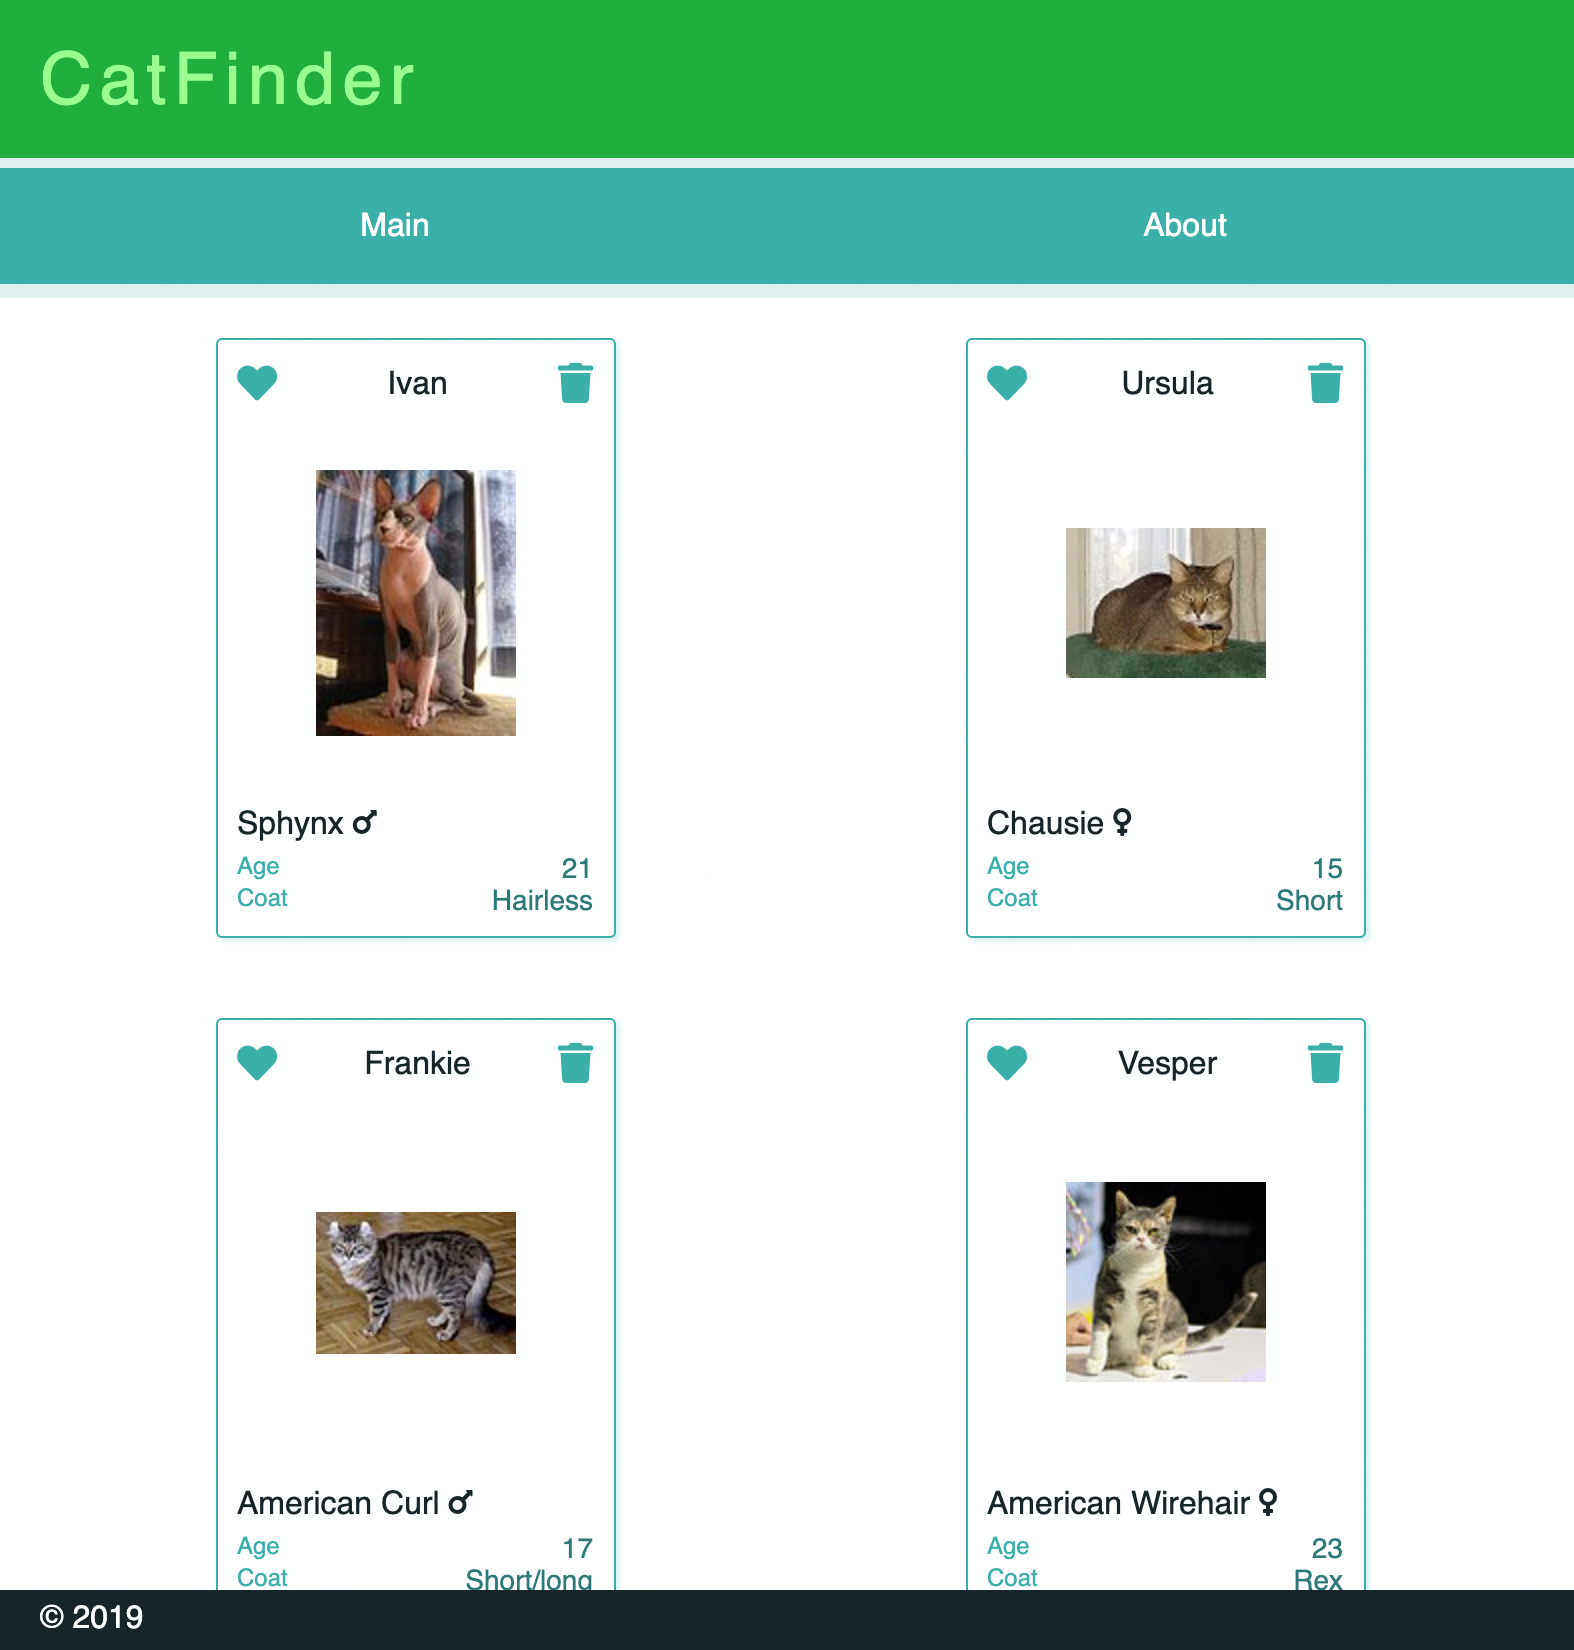 CatFinder
Main About
Ivan
Sphynx ♂
Age 21
Coat Hairless
Ursula
Chausie ♀
Age 15
Coat Short
Frankie
American Curl ♂
Age 17
Coat Short/long
Vesper
American Wirehair ♀
Age 23
Coat Rex
© 2019